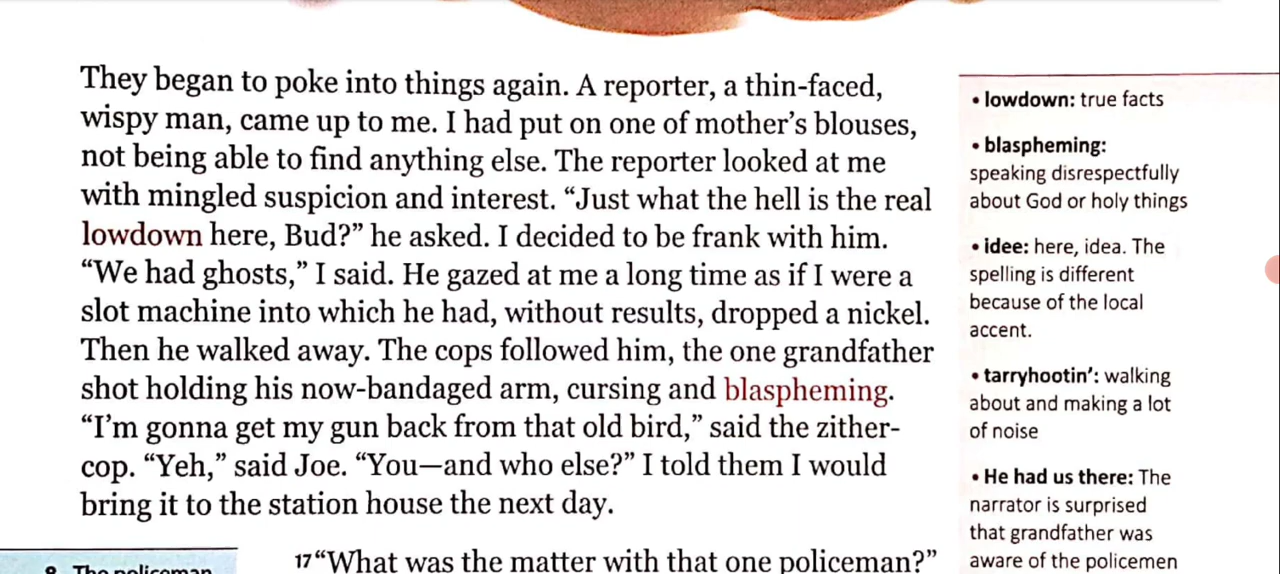 They began to poke into things again. A reporter, a thin-faced,
wispy man, came up to me. I had put on one of mother’s blouses,
not being able to find anything else. The reporter looked at me
with mingled suspicion and interest. “Just what the hell is the real
lowdown here, Bud?” he asked. I decided to be frank with him.
“We had ghosts,” I said. He gazed at me a long time as if I were a
slot machine into which he had, without results, dropped a nickel.
Then he walked away. The cops followed him, the one grandfather
shot holding his now-bandaged arm, cursing and blaspheming.
“I’m gonna get my gun back from that old bird,” said the zither-
cop. “Yeh,” said Joe. “You—and who else?” I told them I would
bring it to the station house the next day.
17“What was the matter with that one policeman?”
• lowdown: true facts
• blaspheming:
speaking disrespectfully
about God or holy things
• idee: here, idea. The
spelling is different
because of the local
accent.
• tarryhootin’: walking
about and making a lot
of noise
• He had us there: The
narrator is surprised
that grandfather was
aware of the policemen
The policeman